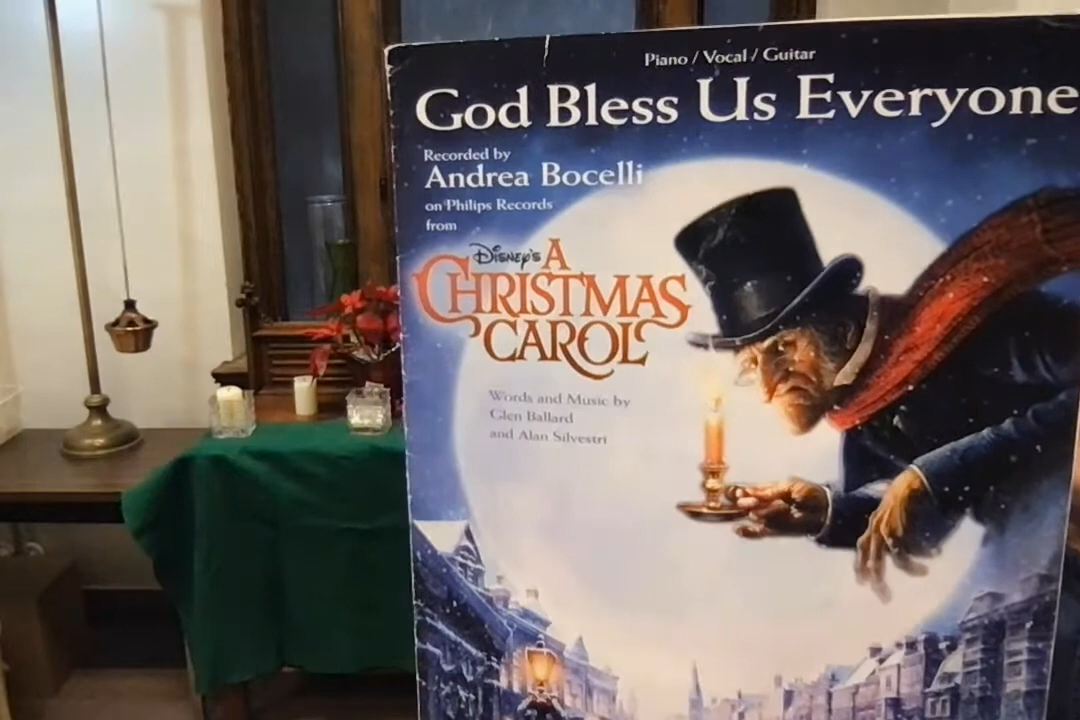 Piano / Vocal / Guitar
God Bless Us Everyone
Recorded by
Andrea Bocelli
on Philips Records
from
Disney's A
CHRISTMAS
CAROL
Words and Music by
Glen Ballard
and Alan Silvestri